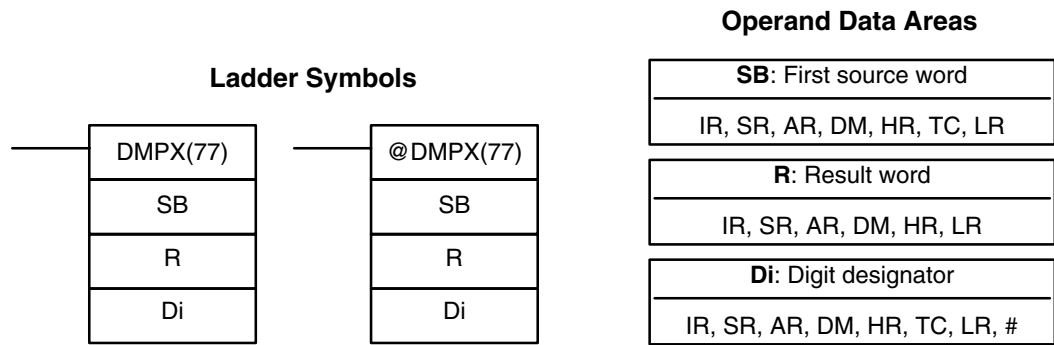 Ladder Symbols
DMPX(77)
SB
R
Di
@DMPX(77)
SB
R
Di
Operand Data Areas
SB: First source word
IR, SR, AR, DM, HR, TC, LR
R: Result word
IR, SR, AR, DM, HR, LR
Di: Digit designator
IR, SR, AR, DM, HR, TC, LR, #